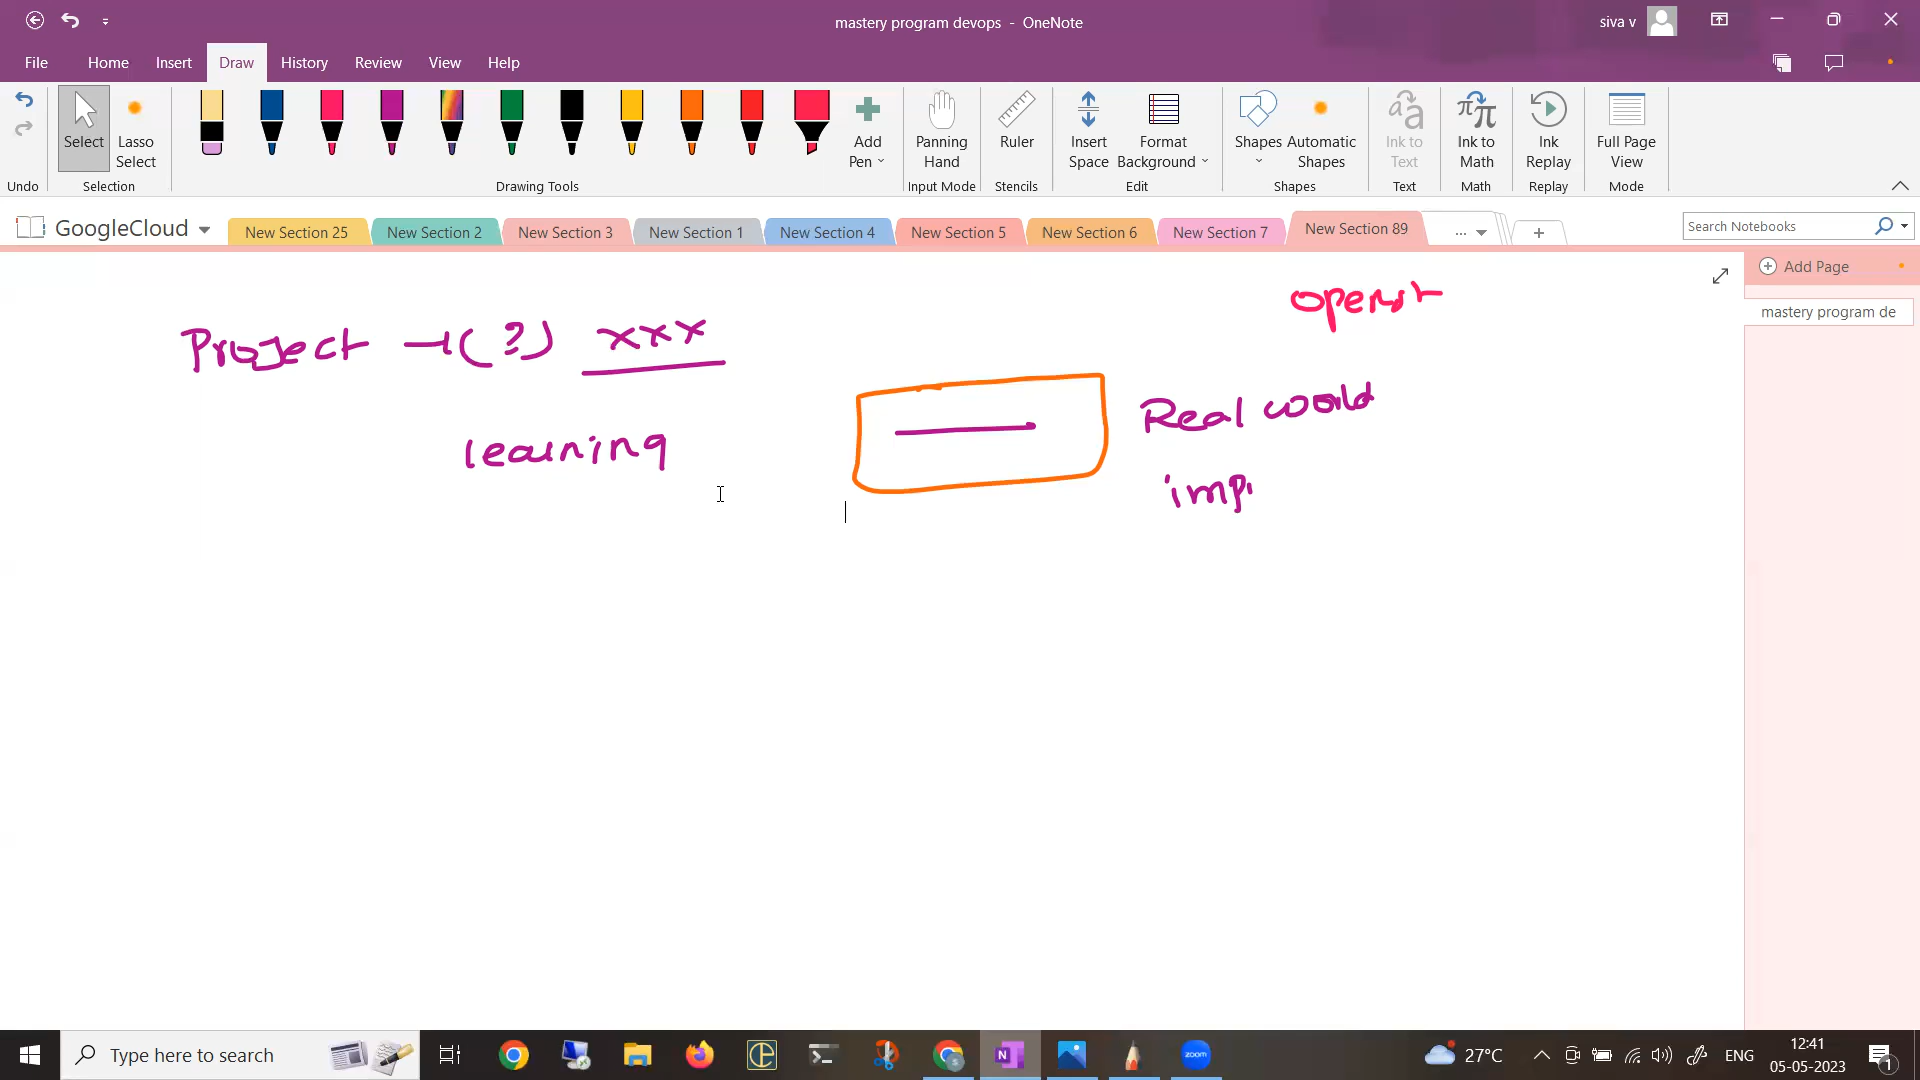 mastery program devops - OneNote
siva v
File Home Insert Draw History Review View Help
Select
Lasso Select
Add Pen
Panning Hand
Ruler
Insert Space
Format Background
Shapes
Automatic Shapes
Ink to Text
Ink to Math
Ink Replay
Full Page View
Undo Selection Drawing Tools Input Mode Stencils Edit Shapes Text Math Replay Mode
GoogleCloud New Section 25 New Section 2 New Section 3 New Section 1 New Section 4 New Section 5 New Section 6 New Section 7 New Section 89 ... Search Notebooks
Add Page
mastery program de
Project → (?) xxx
learning
Real world
imp
Type here to search
zoom
27°C
ENG
12:41
05-05-2023
1